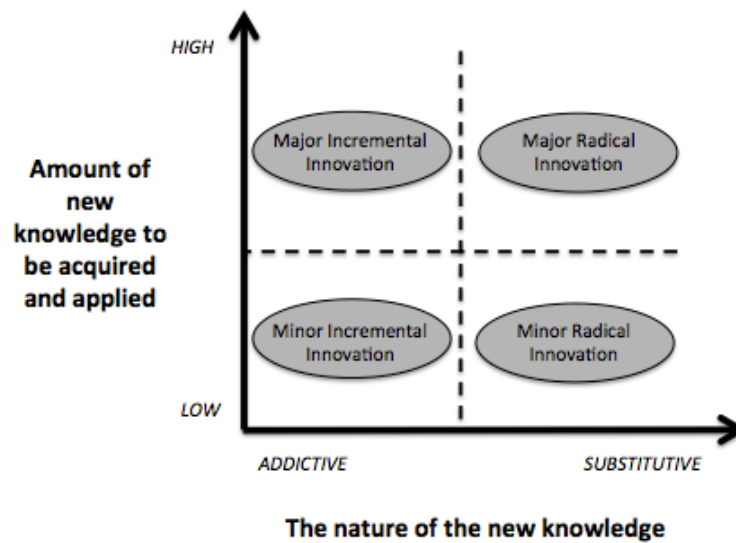 HIGH
Amount of
new
knowledge to
be acquired
and applied
Major Incremental
Innovation
Major Radical
Innovation
Minor Incremental
Innovation
Minor Radical
Innovation
LOW
ADDICTIVE
SUBSTITUTIVE
The nature of the new knowledge